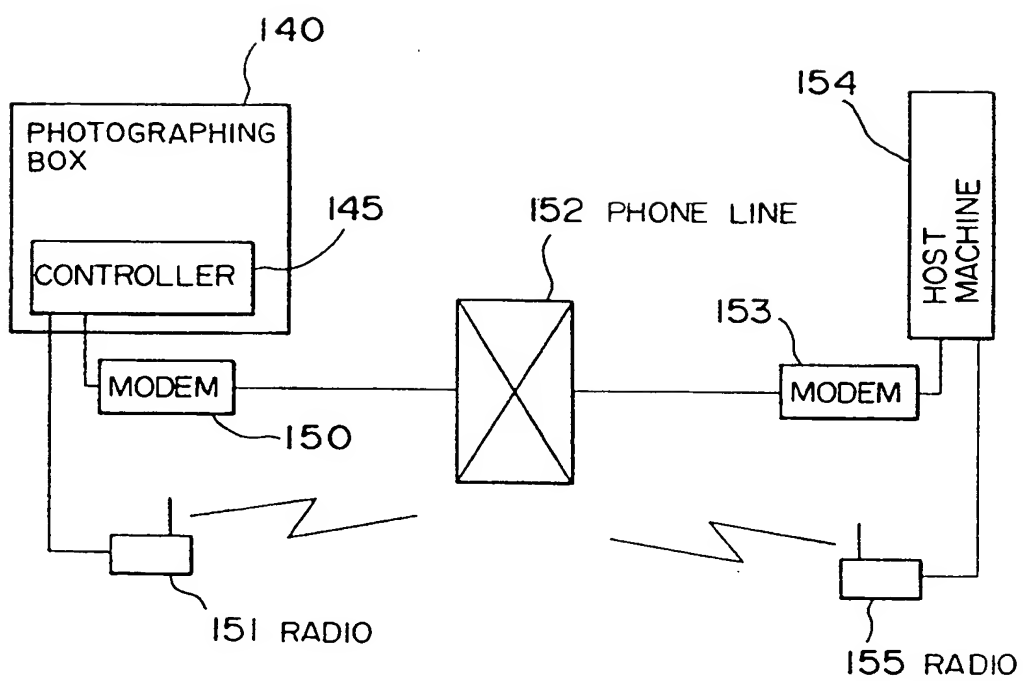 140
154
PHOTOGRAPHING
BOX
145
152 PHONE LINE
CONTROLLER
HOST
MACHINE
153
MODEM
MODEM
150
151 RADIO
155 RADIO